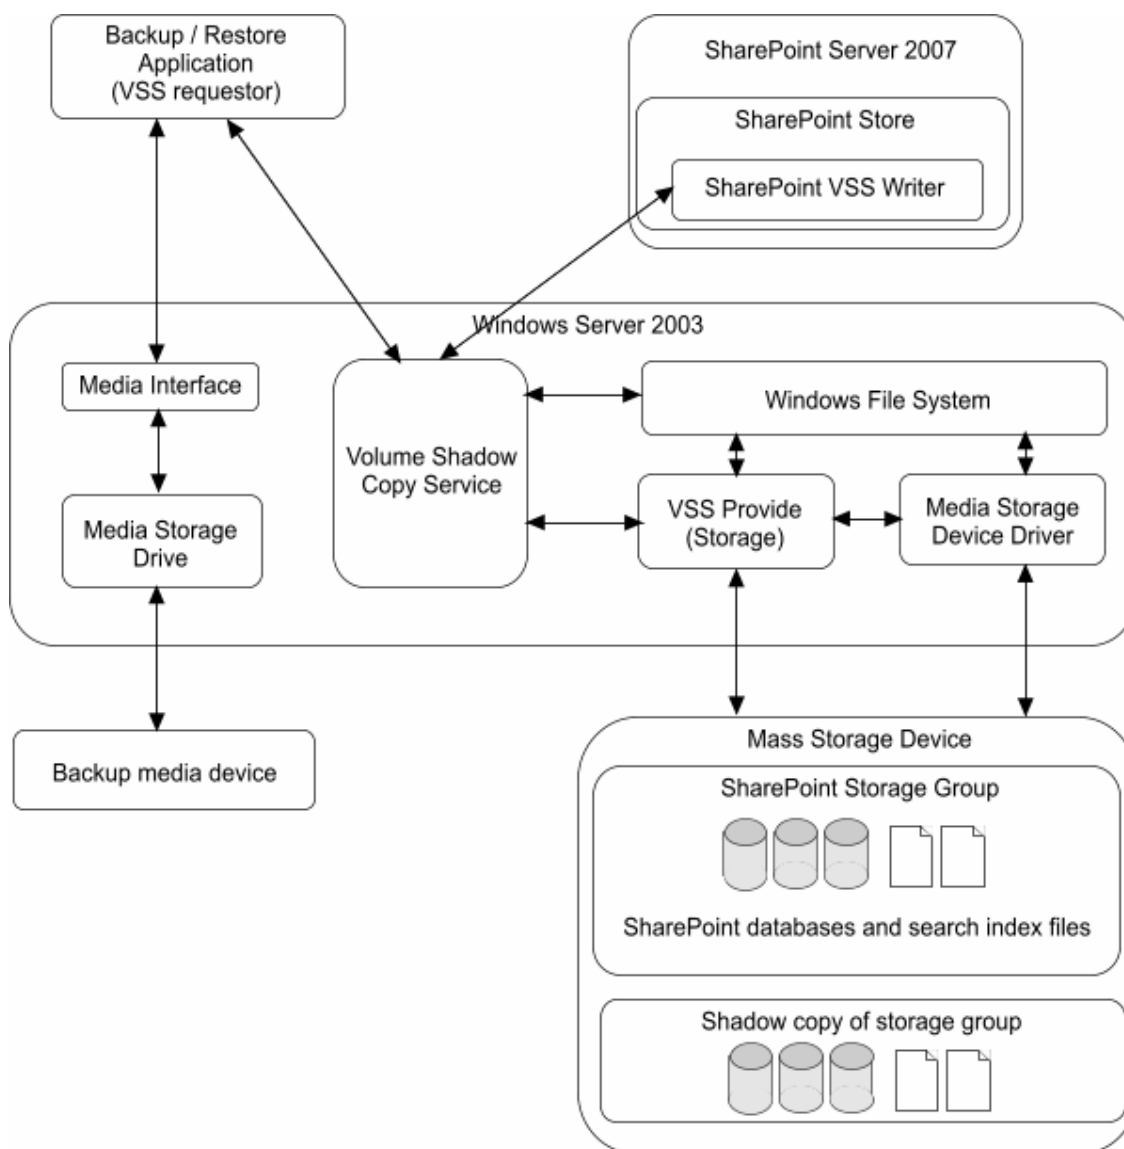 Backup / Restore
Application
(VSS requestor)
SharePoint Server 2007
SharePoint Store
SharePoint VSS Writer
Windows Server 2003
Media Interface
Volume Shadow
Copy Service
Windows File System
Media Storage
Drive
VSS Provide
(Storage)
Media Storage
Device Driver
Backup media device
Mass Storage Device
SharePoint Storage Group
SharePoint databases and search index files
Shadow copy of storage group